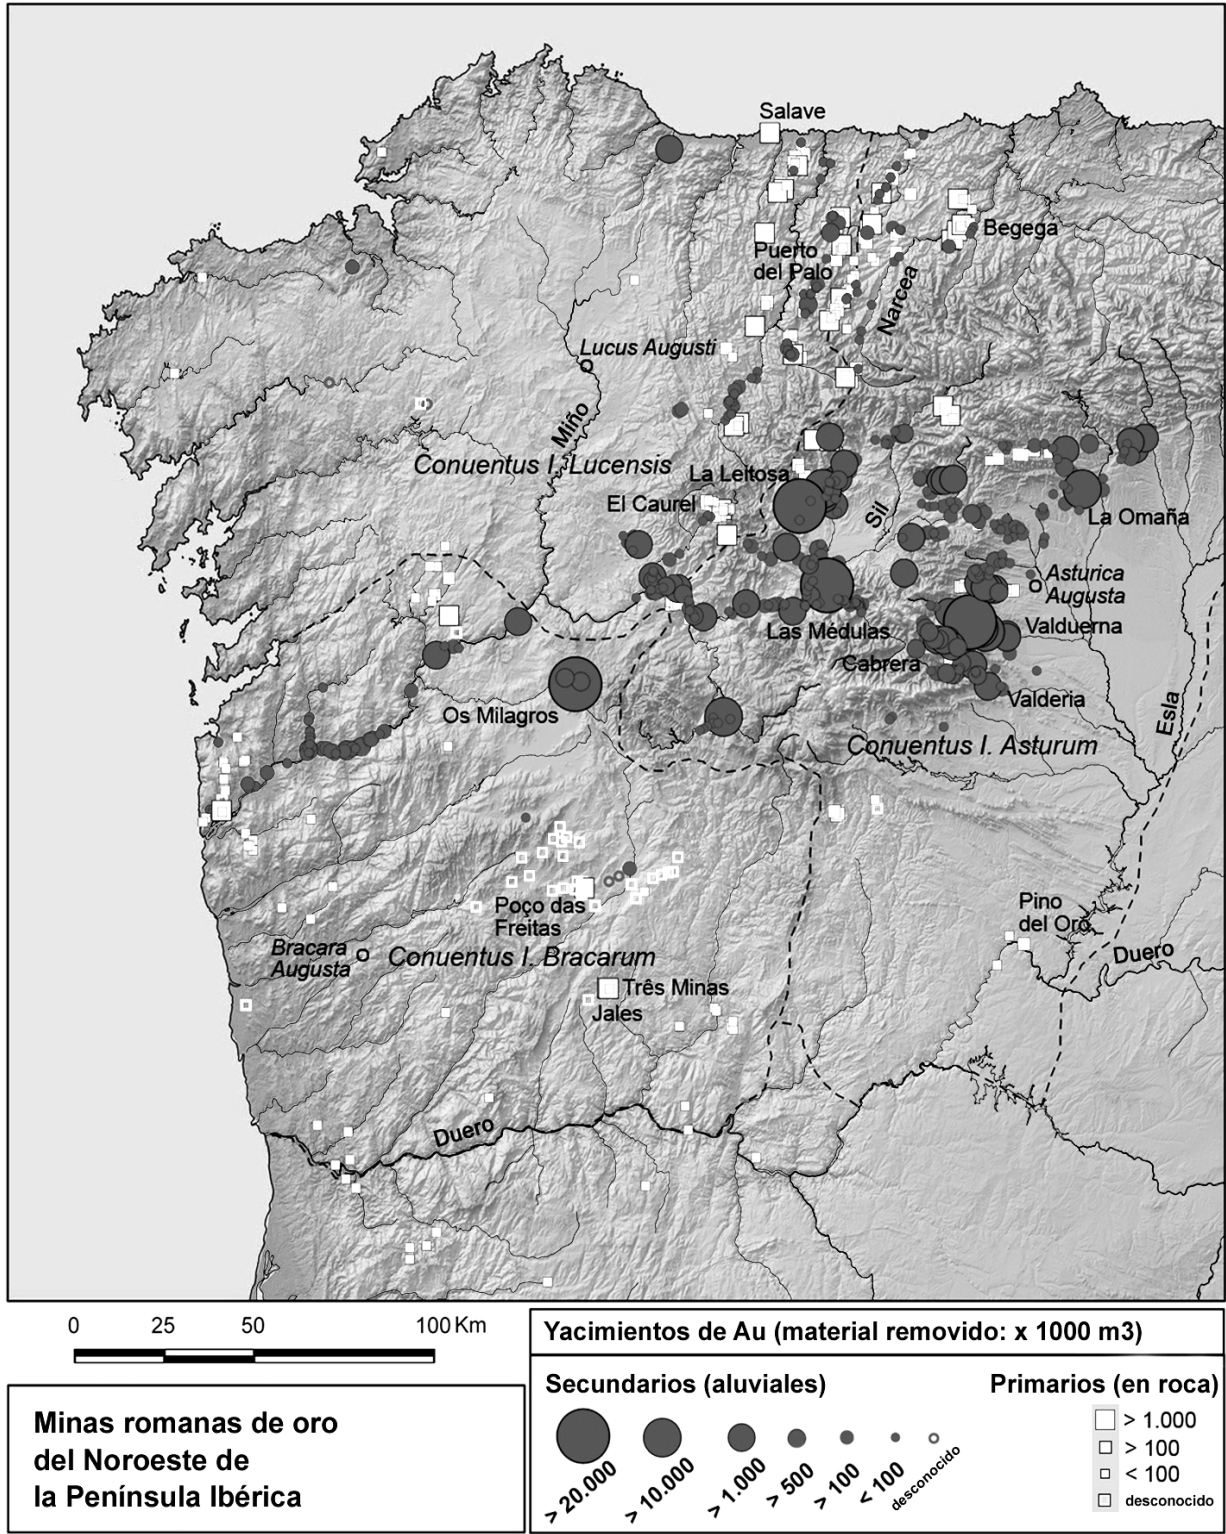 Salave
Begega
Puerto
del Palo
Narcea
Lucus Augusti
Miño
Conuentus I. Lucensis
La Leitosa
El Caurel
Sil
La Omaña
Asturica
Augusta
Valduerna
Las Médulas
Cabrera
Valderia
Os Milagros
Esla
Conuentus I. Asturum
Poço das
Freitas
Pino
del Oro
Bracara
Augusta
Conuentus I. Bracarum
Duero
Três Minas
Jales
Duero
0 25 50 100 Km
Minas romanas de oro
del Noroeste de
la Península Ibérica
Yacimientos de Au (material removido: x 1000 m3)
Secundarios (aluviales)
> 20.000
> 10.000
> 1.000
> 500
> 100
< 100
desconocido
Primarios (en roca)
> 1.000
> 100
< 100
desconocido